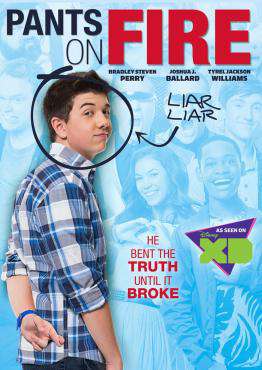 PANTS
ON FIRE
BRADLEY STEVEN PERRY
JOSHUA J. BALLARD
TYREL JACKSON WILLIAMS
LIAR
LIAR
HE
BENT THE
TRUTH
UNTIL IT
BROKE
AS SEEN ON
Disney
XD